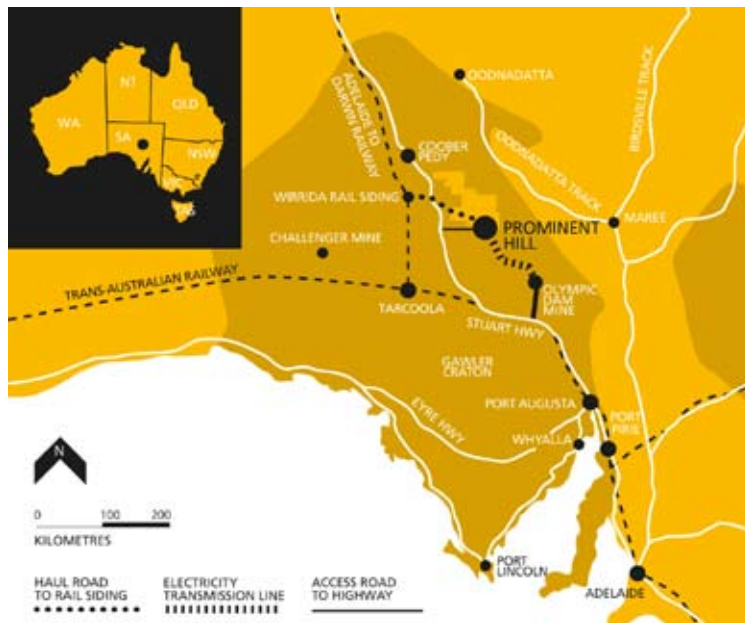 NT
QLD
WA
SA
NSW
VIC
TAS
OODNADATTA
ADELAIDE TO
DARWIN RAILWAY
BIRDSVILLE TRACK
COOBER
PEDY
OODNADATTA TRACK
WIRRIDA RAIL SIDING
MAREE
PROMINENT
HILL
CHALLENGER MINE
TRANS-AUSTRALIAN RAILWAY
OLYMPIC
DAM
MINE
TARCOOLA
STUART HWY
GAWLER
CRATON
PORT AUGUSTA
EYRE HWY
PORT
PIRIE
WHYALLA
N
0 100 200
KILOMETRES
PORT
LINCOLN
ADELAIDE
HAUL ROAD
TO RAIL SIDING
ELECTRICITY
TRANSMISSION LINE
ACCESS ROAD
TO HIGHWAY